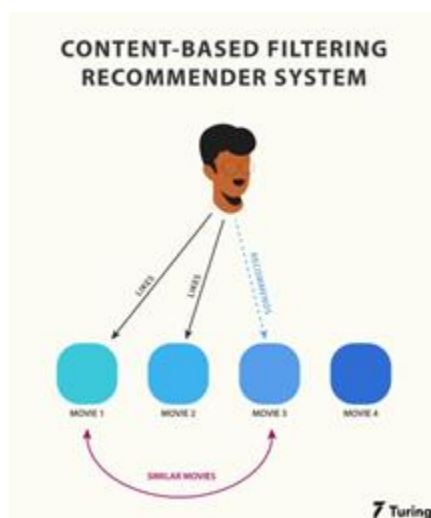 CONTENT-BASED FILTERING
RECOMMENDER SYSTEM
LIKES
LIKES
RECOMMENDS
MOVIE 1
MOVIE 2
MOVIE 3
MOVIE 4
SIMILAR MOVIES
Turing